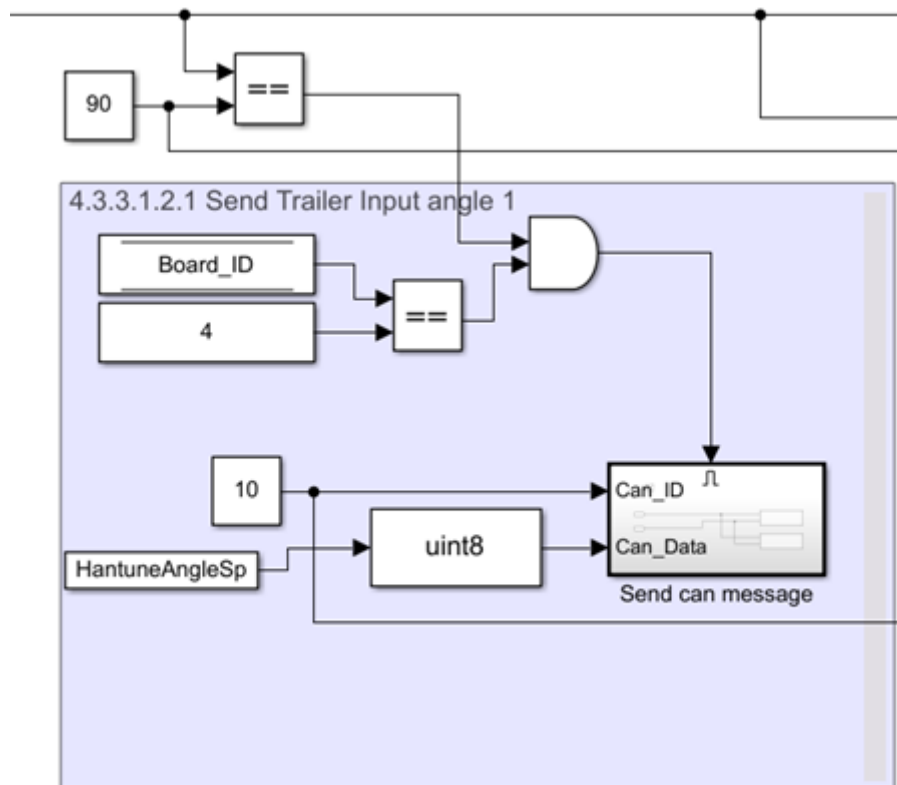 ==
90
4.3.3.1.2.1 Send Trailer Input angle 1
Board_ID
==
4
10
Can_ID
uint8
Can_Data
HantuneAngleSp
Send can message